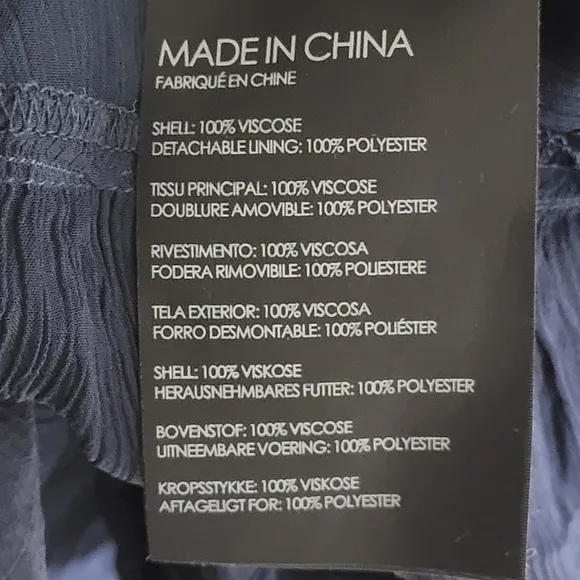 MADE IN CHINA
FABRIQUÉ EN CHINE
SHELL: 100% VISCOSE
DETACHABLE LINING: 100% POLYESTER
TISSU PRINCIPAL: 100% VISCOSE
DOUBLURE AMOVIBLE: 100% POLYESTER
RIVESTIMENTO: 100% VISCOSA
FODERA RIMOVIBILE: 100% POLIESTERE
TELA EXTERIOR: 100% VISCOSA
FORRO DESMONTABLE: 100% POLIÉSTER
SHELL: 100% VISKOSE
HERAUSNEHMBARES FUTTER: 100% POLYESTER
BOVENSTOF: 100% VISCOSE
UITNEEMBARE VOERING: 100% POLYESTER
KROPSSTYKKE: 100% VISKOSE
AFTAGELIGT FOR: 100% POLYESTER